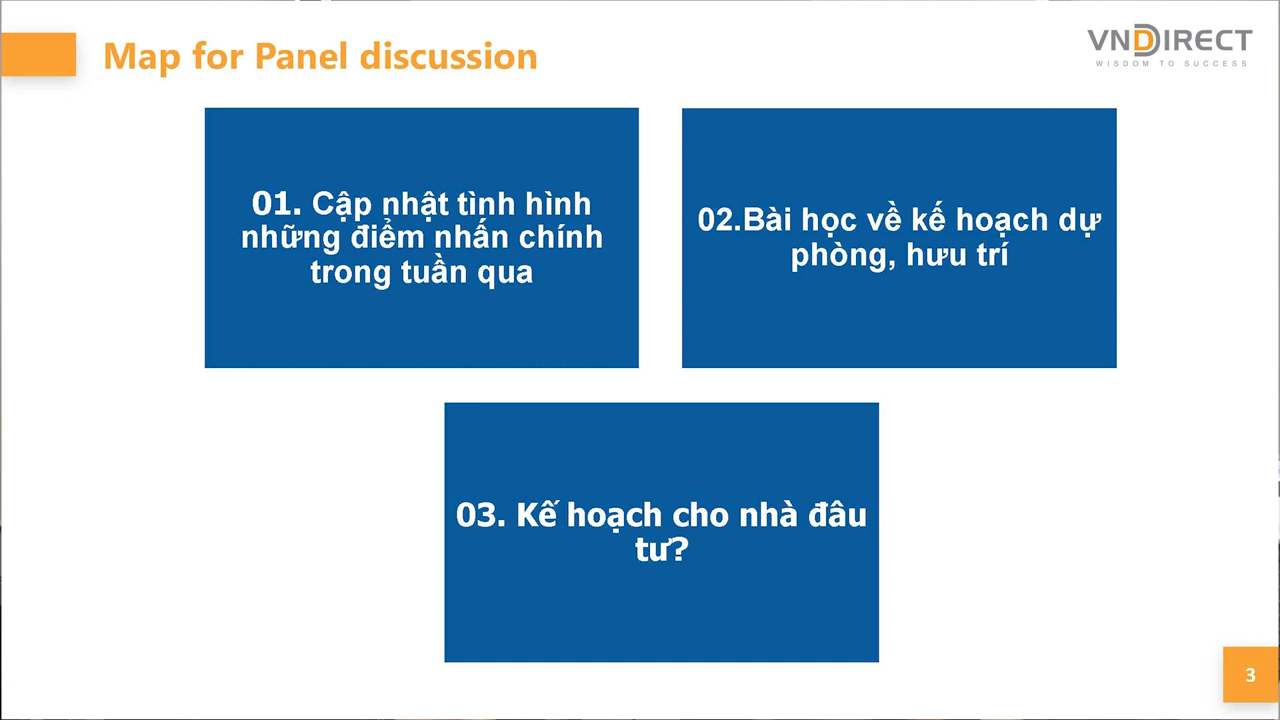 Map for Panel discussion
VNDIRECT
WISDOM TO SUCCESS
01. Cập nhật tình hình
những điểm nhấn chính
trong tuần qua
02.Bài học về kế hoạch dự
phòng, hưu trí
03. Kế hoạch cho nhà đâu
tư?
3